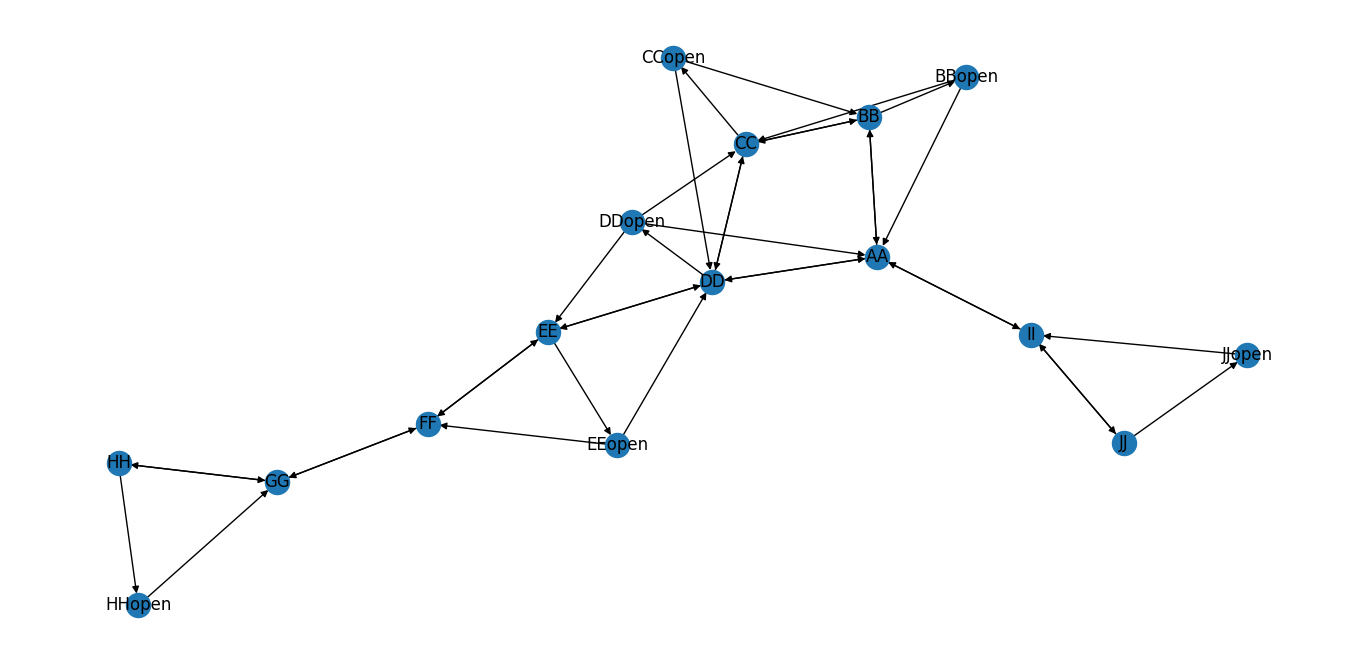 CCopen
BBopen
BB
CC
DDopen
AA
DD
EE
II
JJopen
FF
EEopen
JJ
HH
GG
HHopen